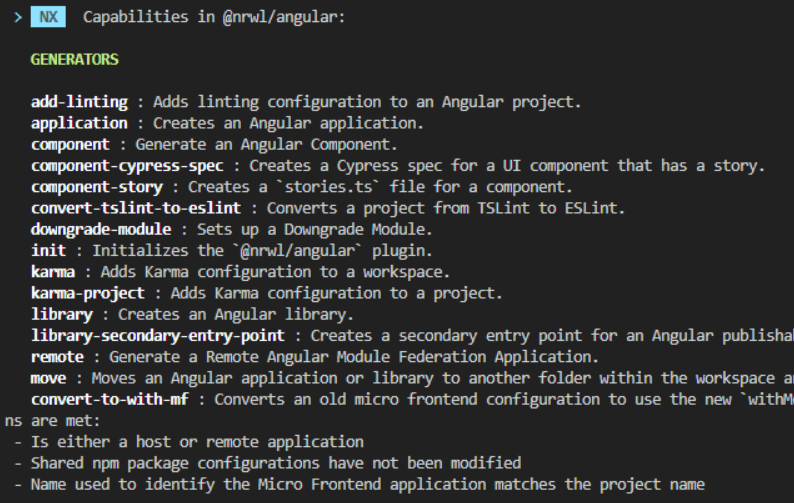 > NX Capabilities in @nrwl/angular:
GENERATORS
add-linting : Adds linting configuration to an Angular project.
application : Creates an Angular application.
component : Generate an Angular Component.
component-cypress-spec : Creates a Cypress spec for a UI component that has a story.
component-story : Creates a `stories.ts` file for a component.
convert-tslint-to-eslint : Converts a project from TSLint to ESLint.
downgrade-module : Sets up a Downgrade Module.
init : Initializes the `@nrwl/angular` plugin.
karma : Adds Karma configuration to a workspace.
karma-project : Adds Karma configuration to a project.
library : Creates an Angular library.
library-secondary-entry-point : Creates a secondary entry point for an Angular
remote : Generate a Remote Angular Module Federation Application.
move : Moves an Angular application or library to another folder within the workspace
convert-to-with-mf : Converts an old micro frontend configuration to use the new
ns are met:
- Is either a host or remote application
- Shared npm package configurations have not been modified
- Name used to identify the Micro Frontend application matches the project name